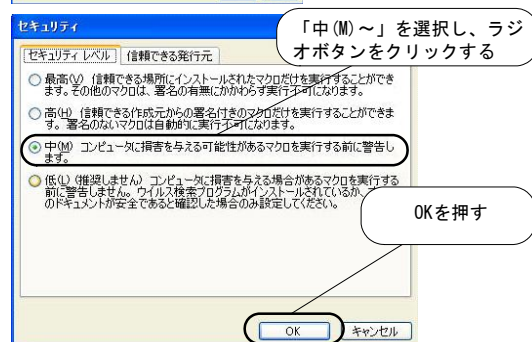 セキュリティ
「中(M)～」を選択し、ラジ
オボタンをクリックする
セキュリティ レベル
信頼できる発行元
最高(V) 信頼できる場所にインストールされたマクロだけを実行することができ
ます。その他のマクロは、署名の有無にかかわらず実行不可になります。
高(H) 信頼できる作成元からの署名付きのマクロだけを実行することができま
す。署名のないマクロは自動的に実行不可になります。
中(M) コンピュータに損害を与える可能性があるマクロを実行する前に警告し
ます。
低(L) (推奨しません) コンピュータに損害を与える場合があるマクロを実行する
前に警告しません。ウイルス検索プログラムがインストールされているか、
のドキュメントが安全であると確認した場合のみ設定してください。
OKを押す
OK
キャンセル